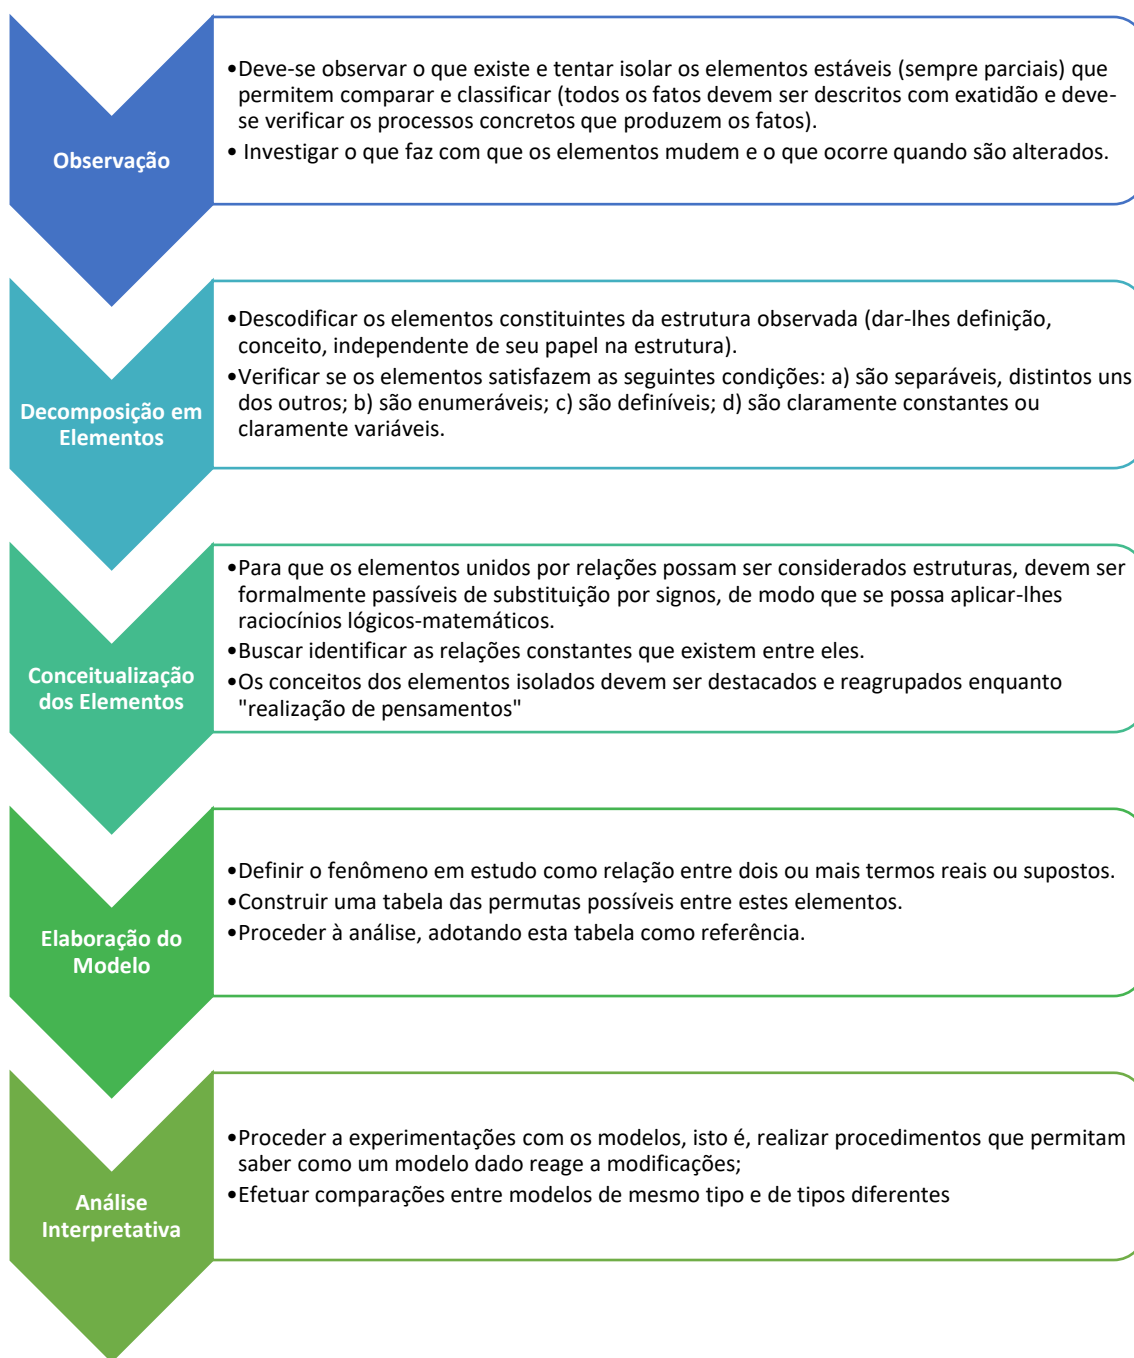 Observação
•Deve-se observar o que existe e tentar isolar os elementos estáveis (sempre parciais) que
permitem comparar e classificar (todos os fatos devem ser descritos com exatidão e deve-
se verificar os processos concretos que produzem os fatos).
• Investigar o que faz com que os elementos mudem e o que ocorre quando são alterados.
Decomposição em
Elementos
•Descodificar os elementos constituintes da estrutura observada (dar-lhes definição,
conceito, independente de seu papel na estrutura).
•Verificar se os elementos satisfazem as seguintes condições: a) são separáveis, distintos uns
dos outros; b) são enumeráveis; c) são definíveis; d) são claramente constantes ou
claramente variáveis.
Conceitualização
dos Elementos
•Para que os elementos unidos por relações possam ser considerados estruturas, devem ser
formalmente passíveis de substituição por signos, de modo que se possa aplicar-lhes
raciocínios lógicos-matemáticos.
•Buscar identificar as relações constantes que existem entre eles.
•Os conceitos dos elementos isolados devem ser destacados e reagrupados enquanto
"realização de pensamentos"
Elaboração do
Modelo
•Definir o fenômeno em estudo como relação entre dois ou mais termos reais ou supostos.
•Construir uma tabela das permutas possíveis entre estes elementos.
•Proceder à análise, adotando esta tabela como referência.
Análise
Interpretativa
•Proceder a experimentações com os modelos, isto é, realizar procedimentos que permitam
saber como um modelo dado reage a modificações;
•Efetuar comparações entre modelos de mesmo tipo e de tipos diferentes